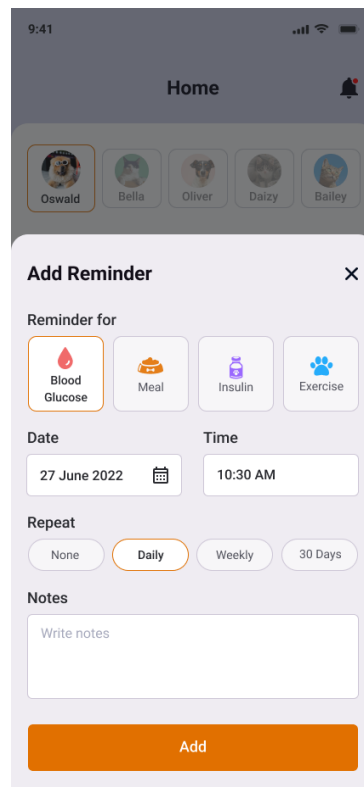 9:41
Home
Oswald
Bella
Oliver
Daizy
Bailey
Add Reminder
Reminder for
Blood
Glucose
Meal
Insulin
Exercise
Date
Time
27 June 2022
10:30 AM
Repeat
None
Daily
Weekly
30 Days
Notes
Write notes
Add